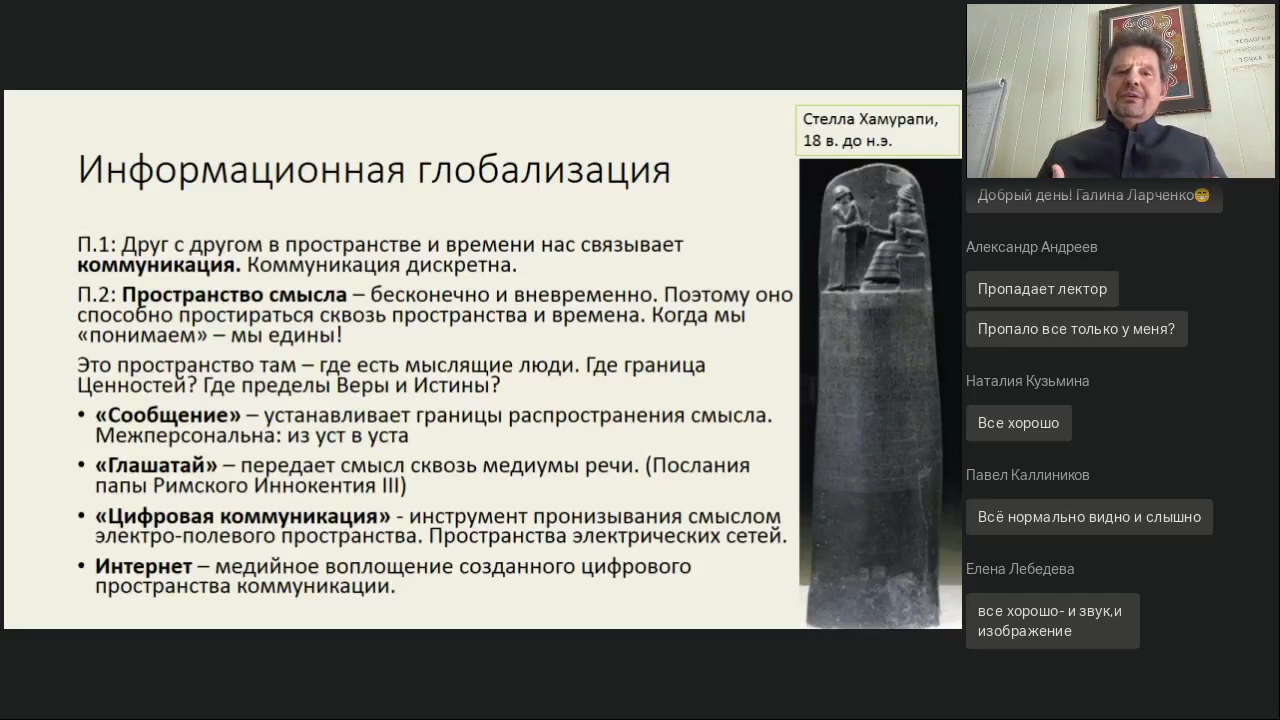 Информационная глобализация
Стелла Хамурапи,
18 в. до н.э.
П.1: Друг с другом в пространстве и времени нас связывает
коммуникация. Коммуникация дискретна.
П.2: Пространство смысла – бесконечно и вневременно. Поэтому оно
способно простираться сквозь пространства и времена. Когда мы
«понимаем» – мы едины!
Это пространство там – где есть мыслящие люди. Где граница
Ценностей? Где пределы Веры и Истины?
• «Сообщение» – устанавливает границы распространения смысла.
Межперсональна: из уст в уста
• «Глашатай» – передает смысл сквозь медиумы речи. (Послания
папы Римского Иннокентия III)
• «Цифровая коммуникация» - инструмент пронизывания смыслом
электро-полевого пространства. Пространства электрических сетей.
• Интернет – медийное воплощение созданного цифрового
пространства коммуникации.
ТЕОЛОГИЯ
Добрый день! Галина Ларченко😁
Александр Андреев
Пропадает лектор
Пропало все только у меня?
Наталия Кузьмина
Все хорошо
Павел Каллиников
Всё нормально видно и слышно
Елена Лебедева
все хорошо- и звук,и
изображение